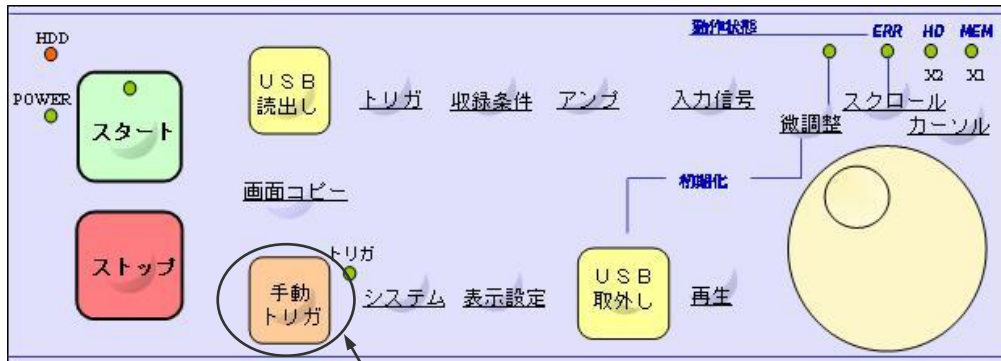 動作状態
ERR HD MEM
HDD
X2 X1
POWER
スタート
USB
読出し
トリガ 収録条件 アンプ 入力信号
スクロール
微調整 カーソル
画面コピー
初期化
ストップ
トリガ
手動
トリガ
システム 表示設定
USB
取外し
再生